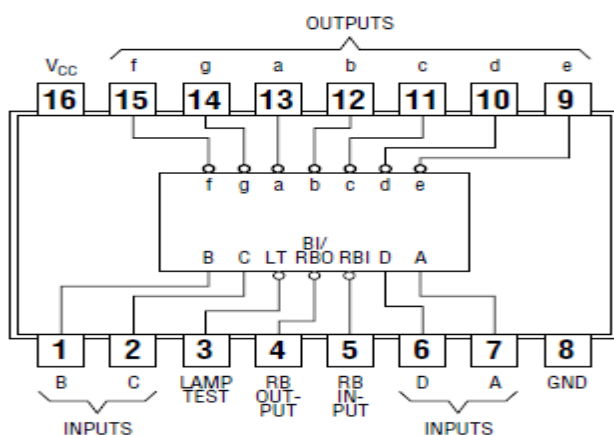 OUTPUTS
VCC f g a b c d e
16 15 14 13 12 11 10 9
f g a b c d e
BI/
B C LT RBO RBI D A
1 2 3 4 5 6 7 8
B C LAMP RB RB D A GND
TEST OUT- IN-
PUT PUT
INPUTS INPUTS